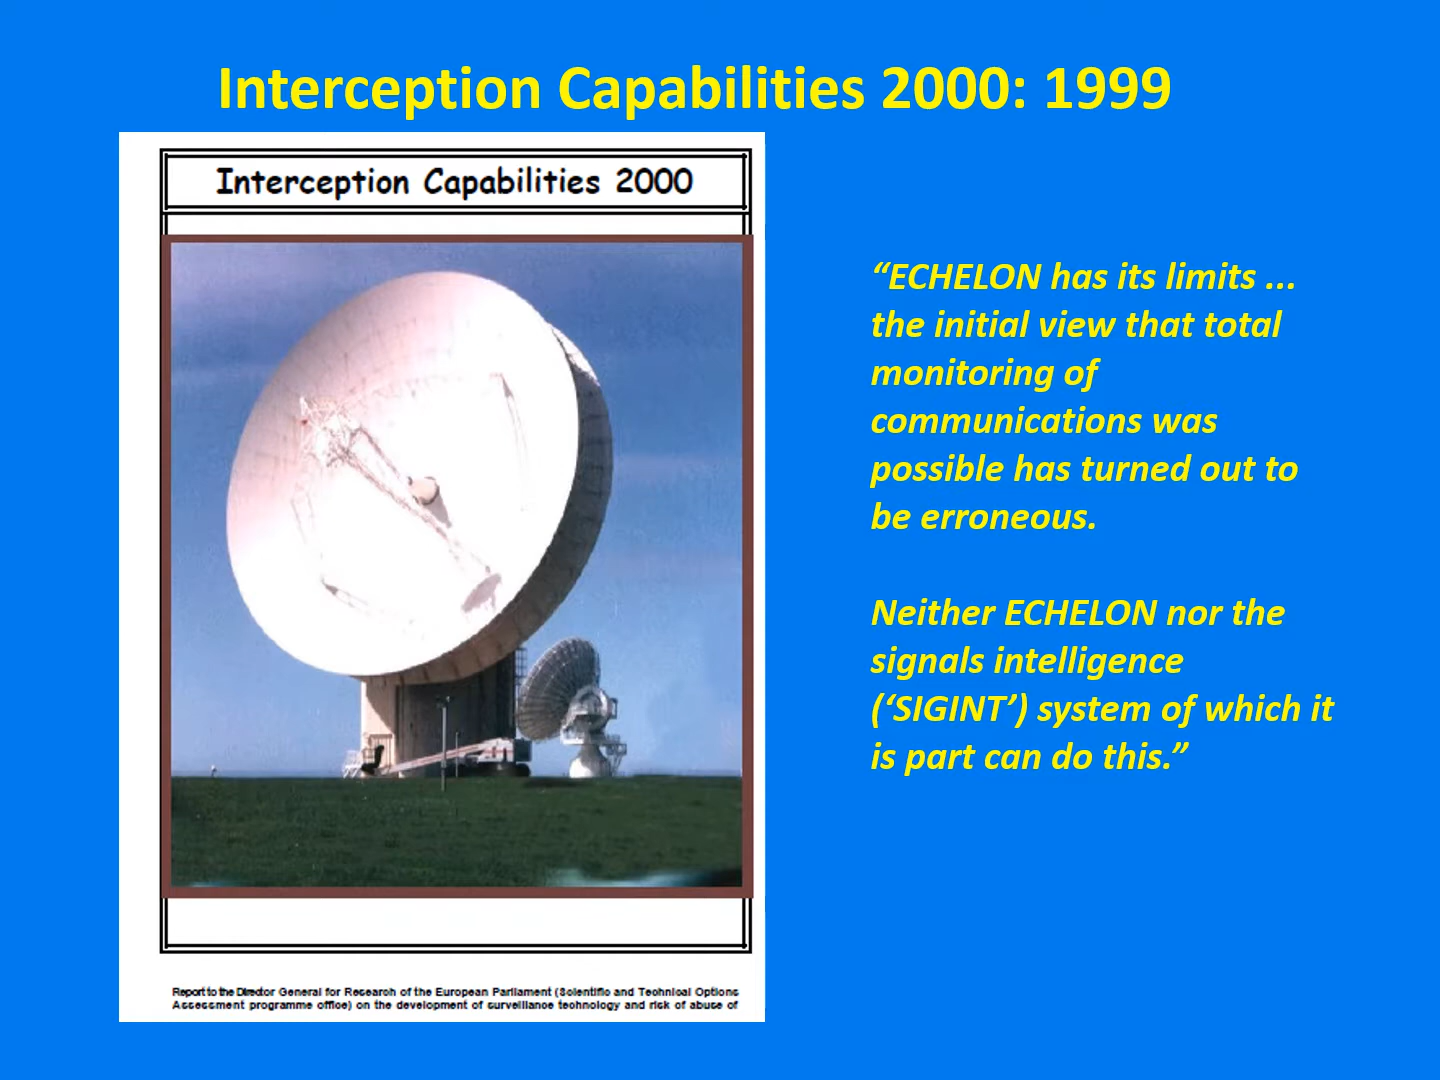 Interception Capabilities 2000: 1999
Interception Capabilities 2000
“ECHELON has its limits ...
the initial view that total
monitoring of
communications was
possible has turned out to
be erroneous.
Neither ECHELON nor the
signals intelligence
(‘SIGINT’) system of which it
is part can do this.”
Report to the Director General for Research of the European Parliament (Scientific and Technical Options
Assessment programme office) on the development of surveillance technology and risk of abuse of